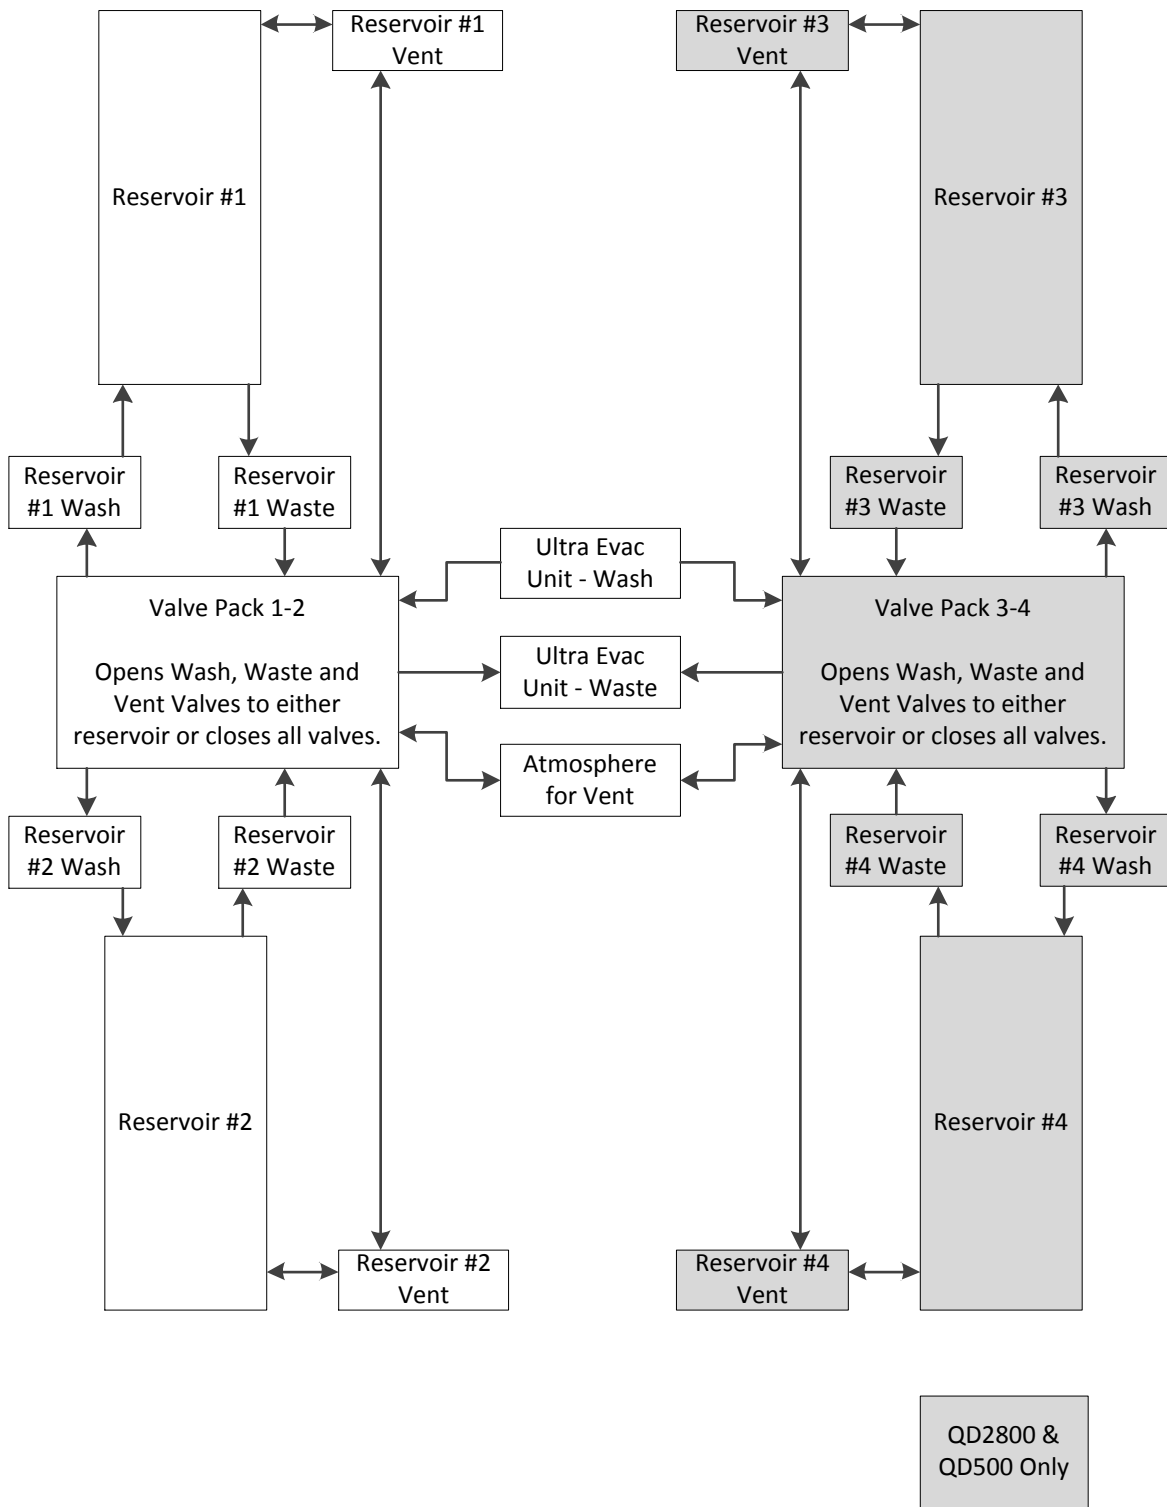 Reservoir #1
Vent
Reservoir #3
Vent
Reservoir #1
Reservoir #3
Reservoir
#1 Wash
Reservoir
#1 Waste
Reservoir
#3 Waste
Reservoir
#3 Wash
Ultra Evac
Unit - Wash
Valve Pack 1-2
Opens Wash, Waste and
Vent Valves to either
reservoir or closes all valves.
Valve Pack 3-4
Opens Wash, Waste and
Vent Valves to either
reservoir or closes all valves.
Ultra Evac
Unit - Waste
Atmosphere
for Vent
Reservoir
#2 Wash
Reservoir
#2 Waste
Reservoir
#4 Waste
Reservoir
#4 Wash
Reservoir #2
Reservoir #4
Reservoir #2
Vent
Reservoir #4
Vent
QD2800 &
QD500 Only